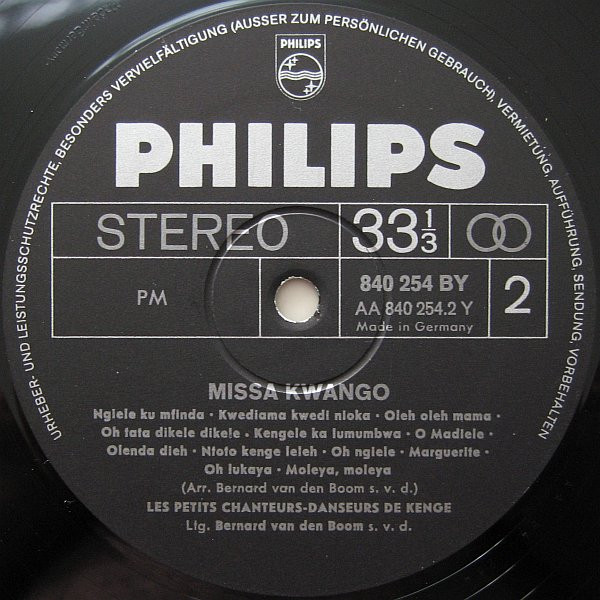 URHEBER- UND LEISTUNGSSCHUTZRECHTE, BESONDERS VERVIELFÄLTIGUNG (AUSSER ZUM PERSÖNLICHEN GEBRAUCH), VERMIETUNG, AUFFÜHRUNG, SENDUNG, VORBEHALTEN
PHILIPS
PHILIPS
STEREO 33 1/3
PM 840 254 BY 2
AA 840 254.2 Y
Made in Germany
MISSA KWANGO
Ngiele ku mfinda · Kwediama kwedi nioka · Oleh oleh mama ·
Oh tata dikele dikele · Kengele ka lumumbwa · O Madiele ·
Olenda dieh · Ntoto kenge leleh · Oh ngiele · Marguerite ·
Oh lukaya · Moleya, moleya
(Arr. Bernard van den Boom s. v. d.)
LES PETITS CHANTEURS-DANSEURS DE KENGE
Ltg. Bernard van den Boom s. v. d.